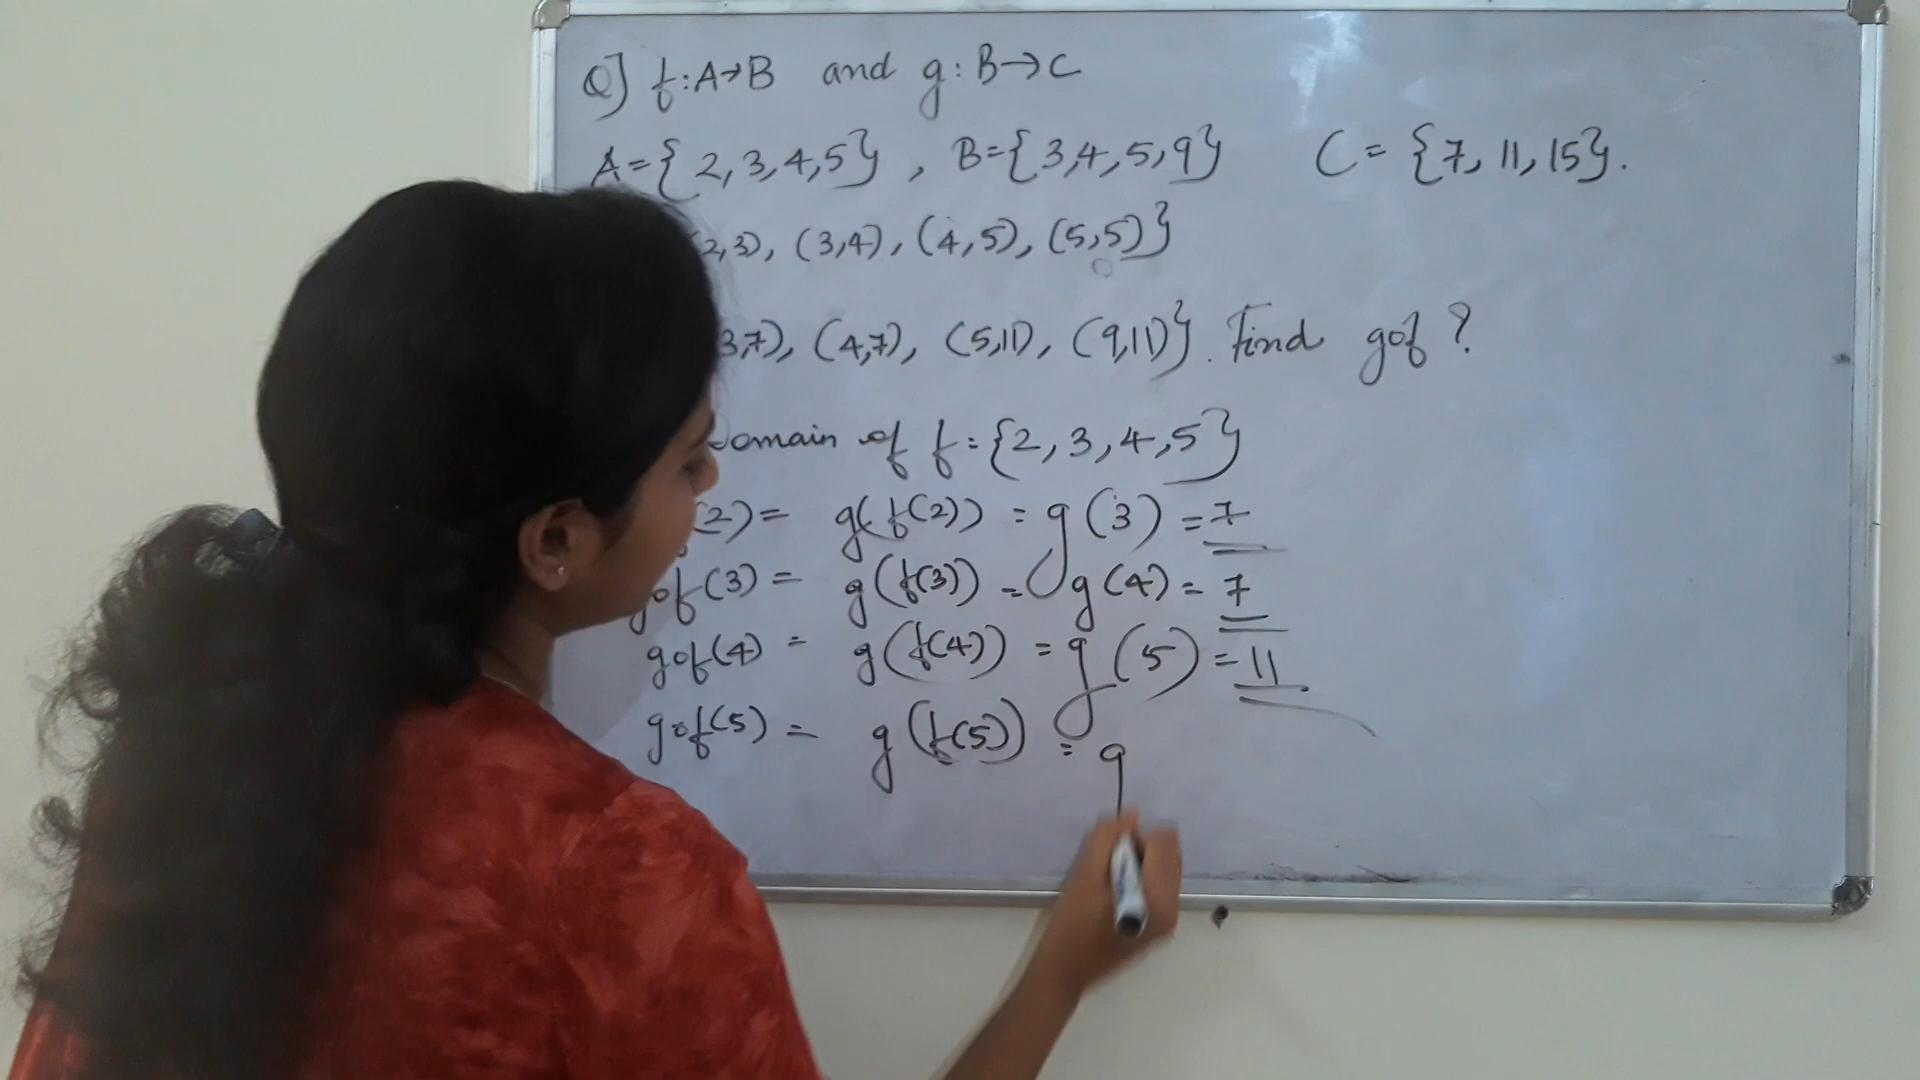 Q] f:A→B and g:B→C
A={2,3,4,5}, B={3,4,5,9} C={7,11,15}.
2,3), (3,4), (4,5), (5,5)}
3,7), (4,7), (5,11), (9,11)}. Find gof?
omain of f={2,3,4,5}
(2)= g(f(2)) = g(3) = 7
gof(3) = g(f(3)) = g(4) = 7
gof(4) = g(f(4)) = g(5) = 11
gof(5) = g(f(5)) = g